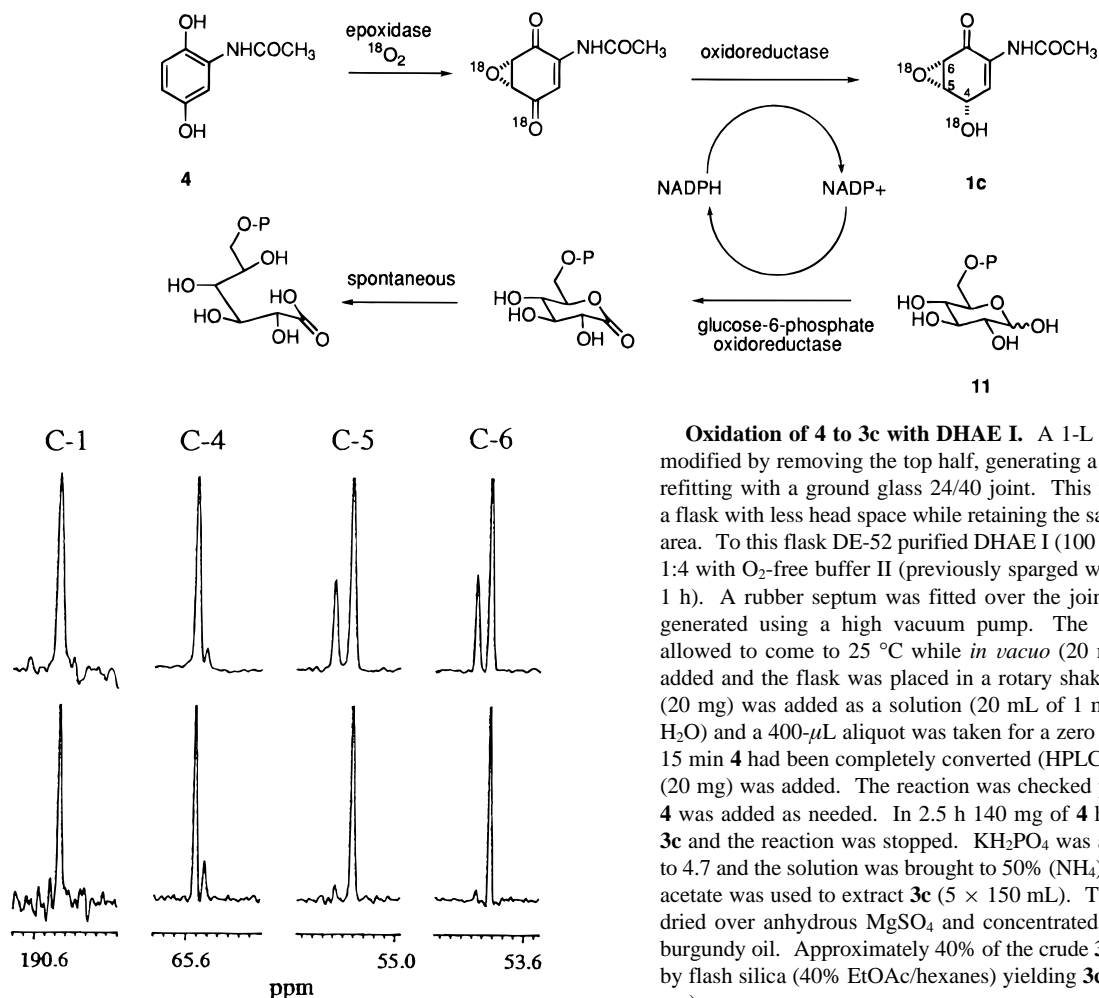 OH
NHCOCH3
OH
4
epoxidase
18O2
O
NHCOCH3
18O
O
18
oxidoreductase
O
NHCOCH3
18O
6
5
4
18
OH
1c
NADPH
NADP+
O-P
OH
HO
HO
HO
OH
O
spontaneous
O-P
HO
HO
HO
O
O
glucose-6-phosphate
oxidoreductase
O-P
HO
HO
O
OH
OH
11
C-1 C-4 C-5 C-6
190.6 65.6 55.0 53.6
ppm
Oxidation of 4 to 3c with DHAE I. A 1-L
modified by removing the top half, generating a
refitting with a ground glass 24/40 joint. This
a flask with less head space while retaining the sa
area. To this flask DE-52 purified DHAE I (100
1:4 with O2-free buffer II (previously sparged w
1 h). A rubber septum was fitted over the join
generated using a high vacuum pump. The
allowed to come to 25 °C while in vacuo (20 m
added and the flask was placed in a rotary shak
(20 mg) was added as a solution (20 mL of 1 m
H2O) and a 400-μL aliquot was taken for a zero
15 min 4 had been completely converted (HPLC
(20 mg) was added. The reaction was checked
4 was added as needed. In 2.5 h 140 mg of 4 h
3c and the reaction was stopped. KH2PO4 was a
to 4.7 and the solution was brought to 50% (NH4)
acetate was used to extract 3c (5 × 150 mL). T
dried over anhydrous MgSO4 and concentrated
burgundy oil. Approximately 40% of the crude 3
by flash silica (40% EtOAc/hexanes) yielding 3c